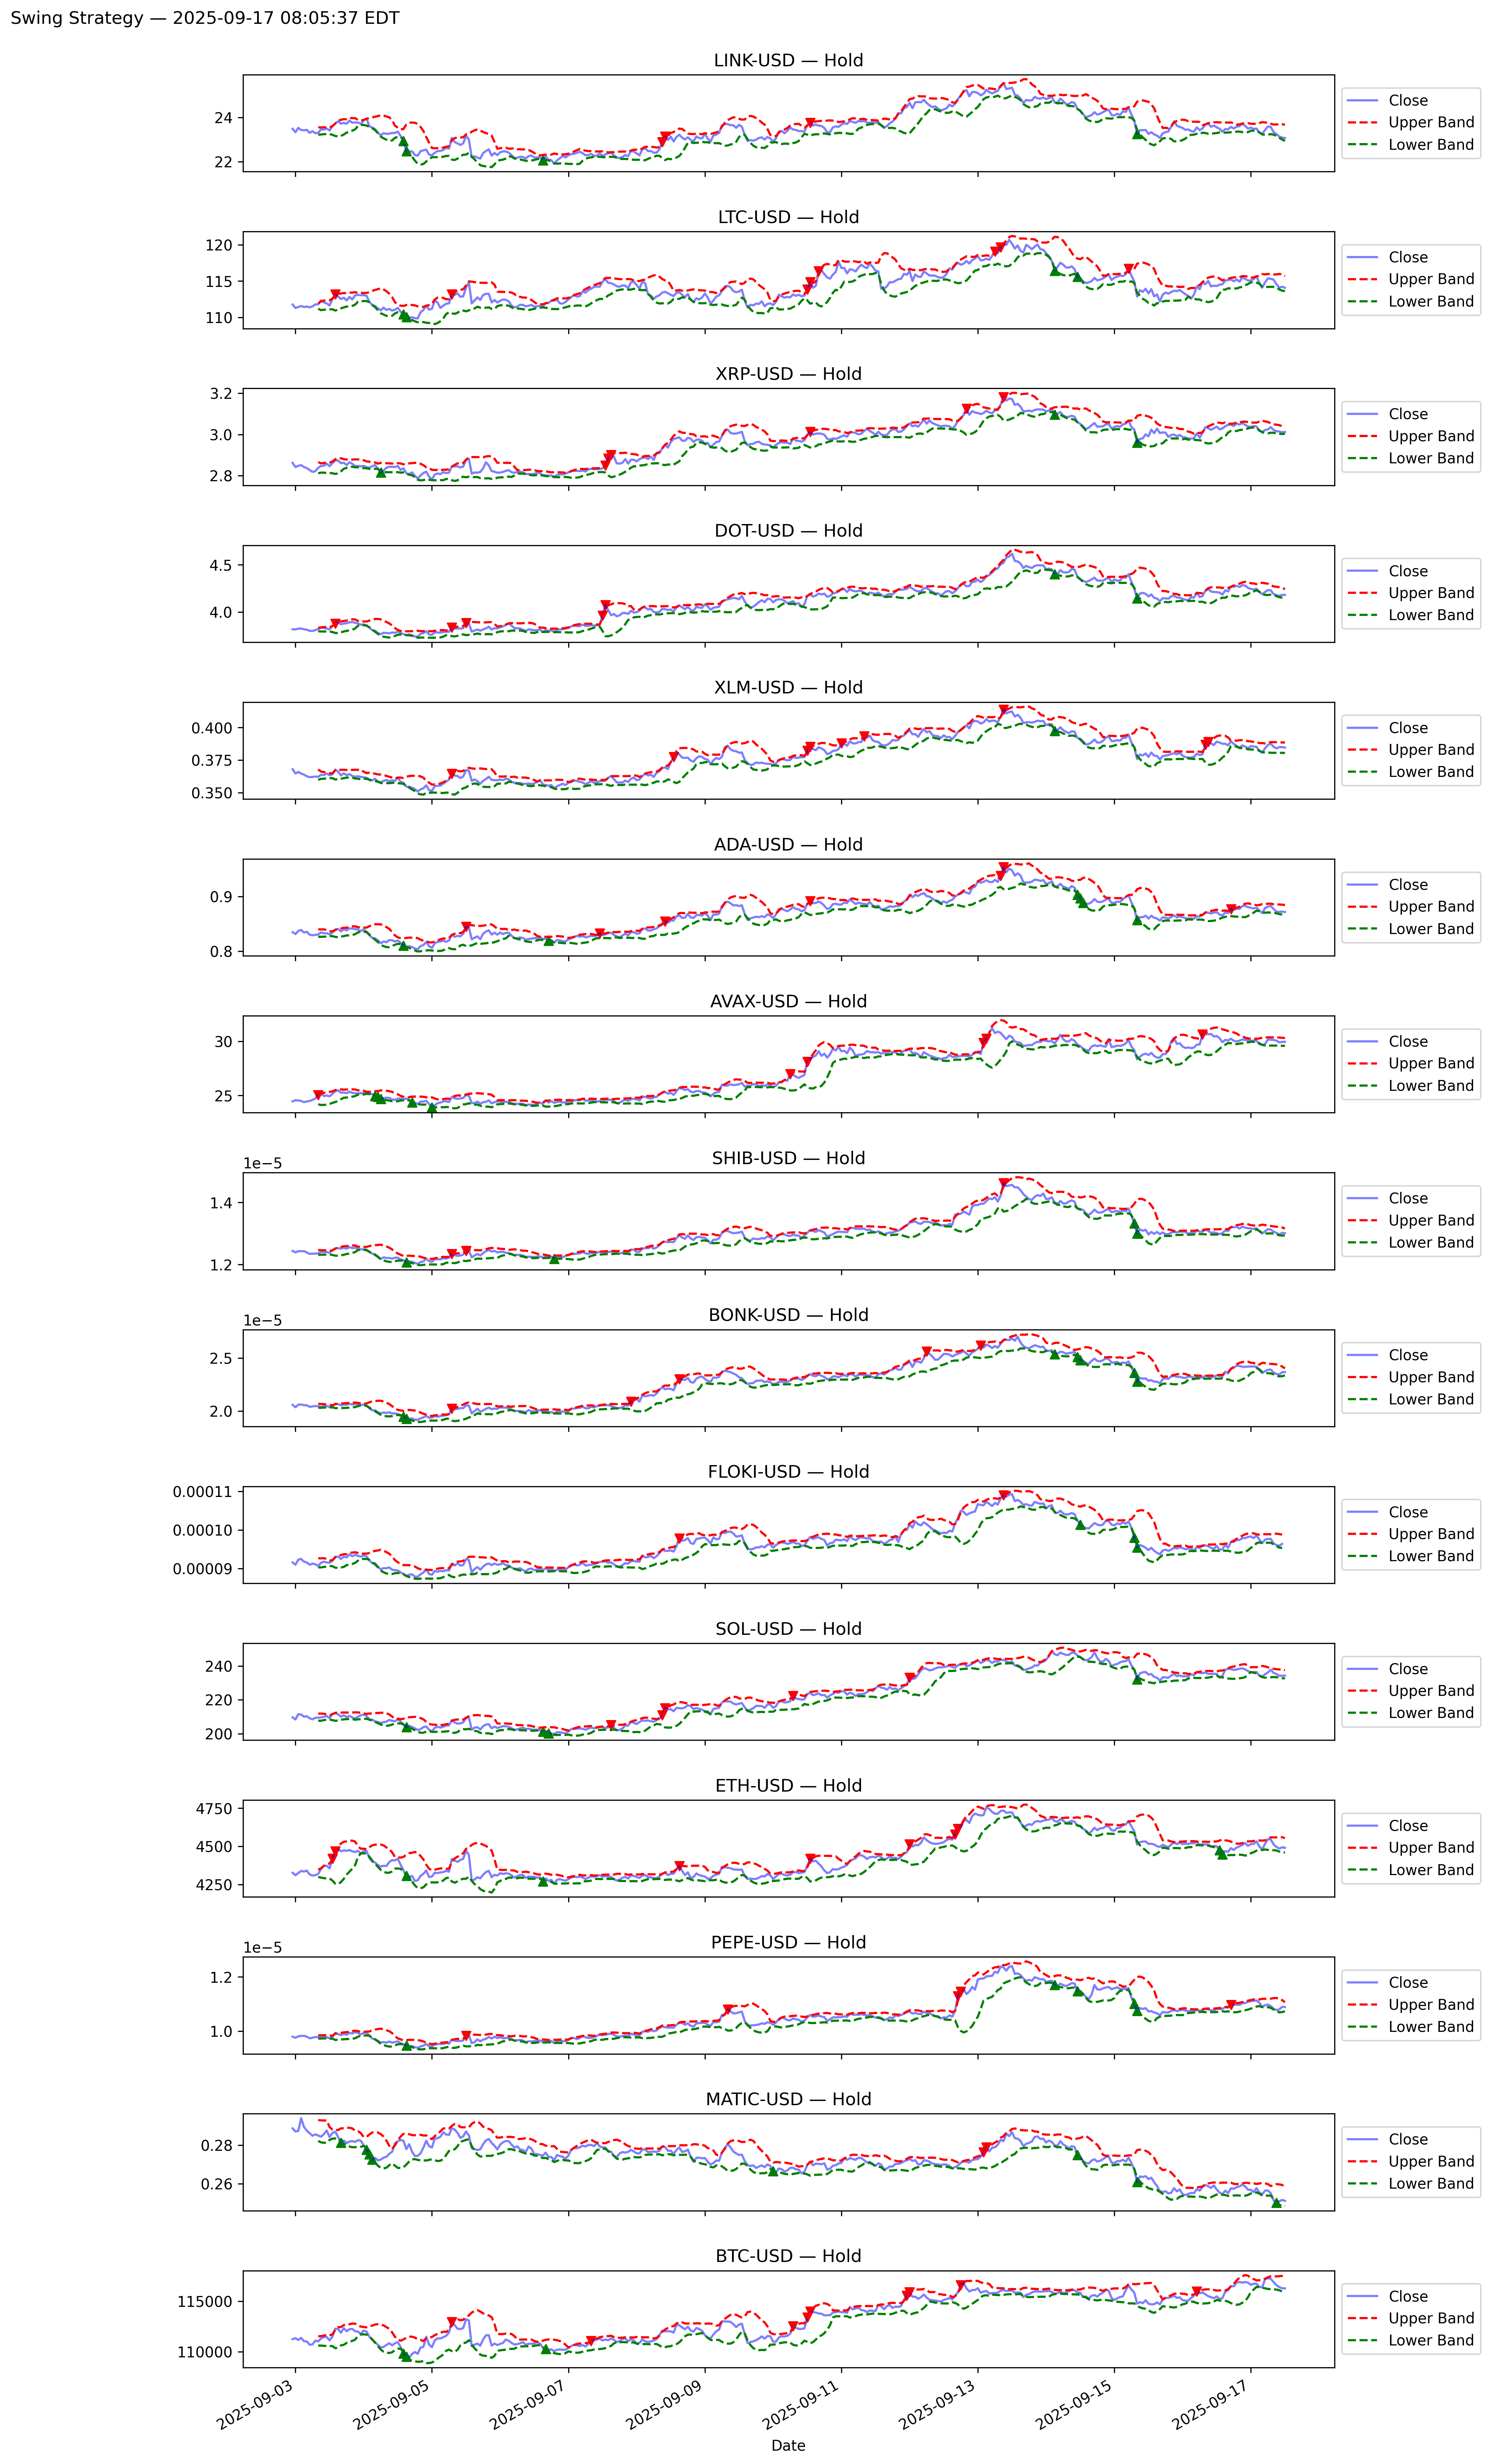 Swing Strategy — 2025-09-17 08:05:37 EDT
LINK-USD — Hold
24
22
Close
Upper Band
Lower Band
LTC-USD — Hold
120
115
110
Close
Upper Band
Lower Band
XRP-USD — Hold
3.2
3.0
2.8
Close
Upper Band
Lower Band
DOT-USD — Hold
4.5
4.0
Close
Upper Band
Lower Band
XLM-USD — Hold
0.400
0.375
0.350
Close
Upper Band
Lower Band
ADA-USD — Hold
0.9
0.8
Close
Upper Band
Lower Band
AVAX-USD — Hold
30
25
Close
Upper Band
Lower Band
SHIB-USD — Hold
1e−5
1.4
1.2
Close
Upper Band
Lower Band
BONK-USD — Hold
1e−5
2.5
2.0
Close
Upper Band
Lower Band
FLOKI-USD — Hold
0.00011
0.00010
0.00009
Close
Upper Band
Lower Band
SOL-USD — Hold
240
220
200
Close
Upper Band
Lower Band
ETH-USD — Hold
4750
4500
4250
Close
Upper Band
Lower Band
PEPE-USD — Hold
1e−5
1.2
1.0
Close
Upper Band
Lower Band
MATIC-USD — Hold
0.28
0.26
Close
Upper Band
Lower Band
BTC-USD — Hold
115000
110000
Close
Upper Band
Lower Band
2025-09-03
2025-09-05
2025-09-07
2025-09-09
2025-09-11
2025-09-13
2025-09-15
2025-09-17
Date